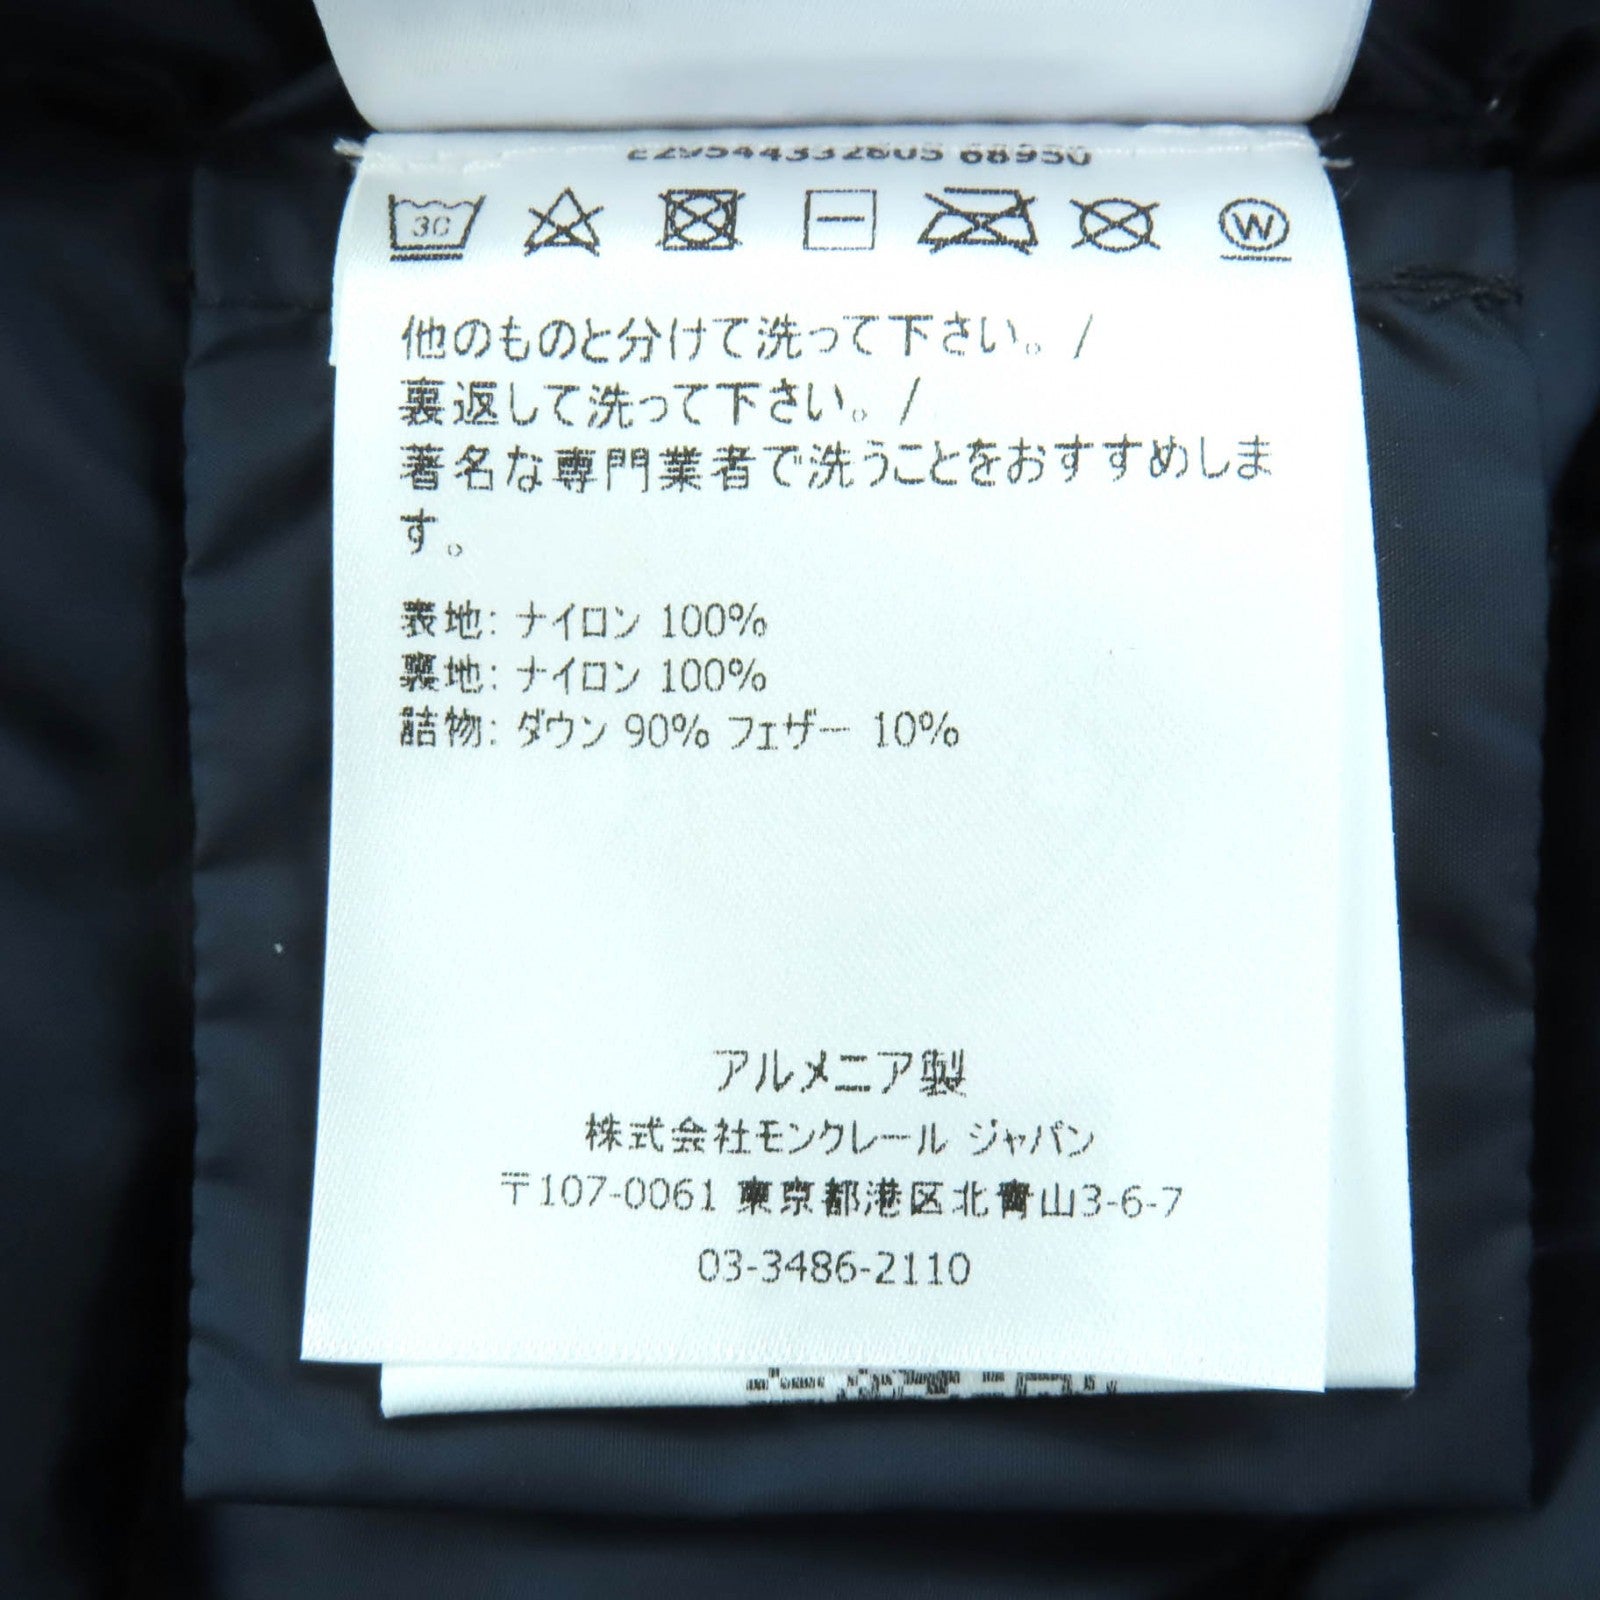 E29544332605 68950
30
W
他のものと分けて洗って下さい。/
裏返して洗って下さい。/
著名な専門業者で洗うことをおすすめしま
す。
表地: ナイロン 100%
裏地: ナイロン 100%
詰物: ダウン 90% フェザー 10%
アルメニア製
株式会社モンクレール ジャパン
〒107-0061 東京都港区北青山3-6-7
03-3486-2110